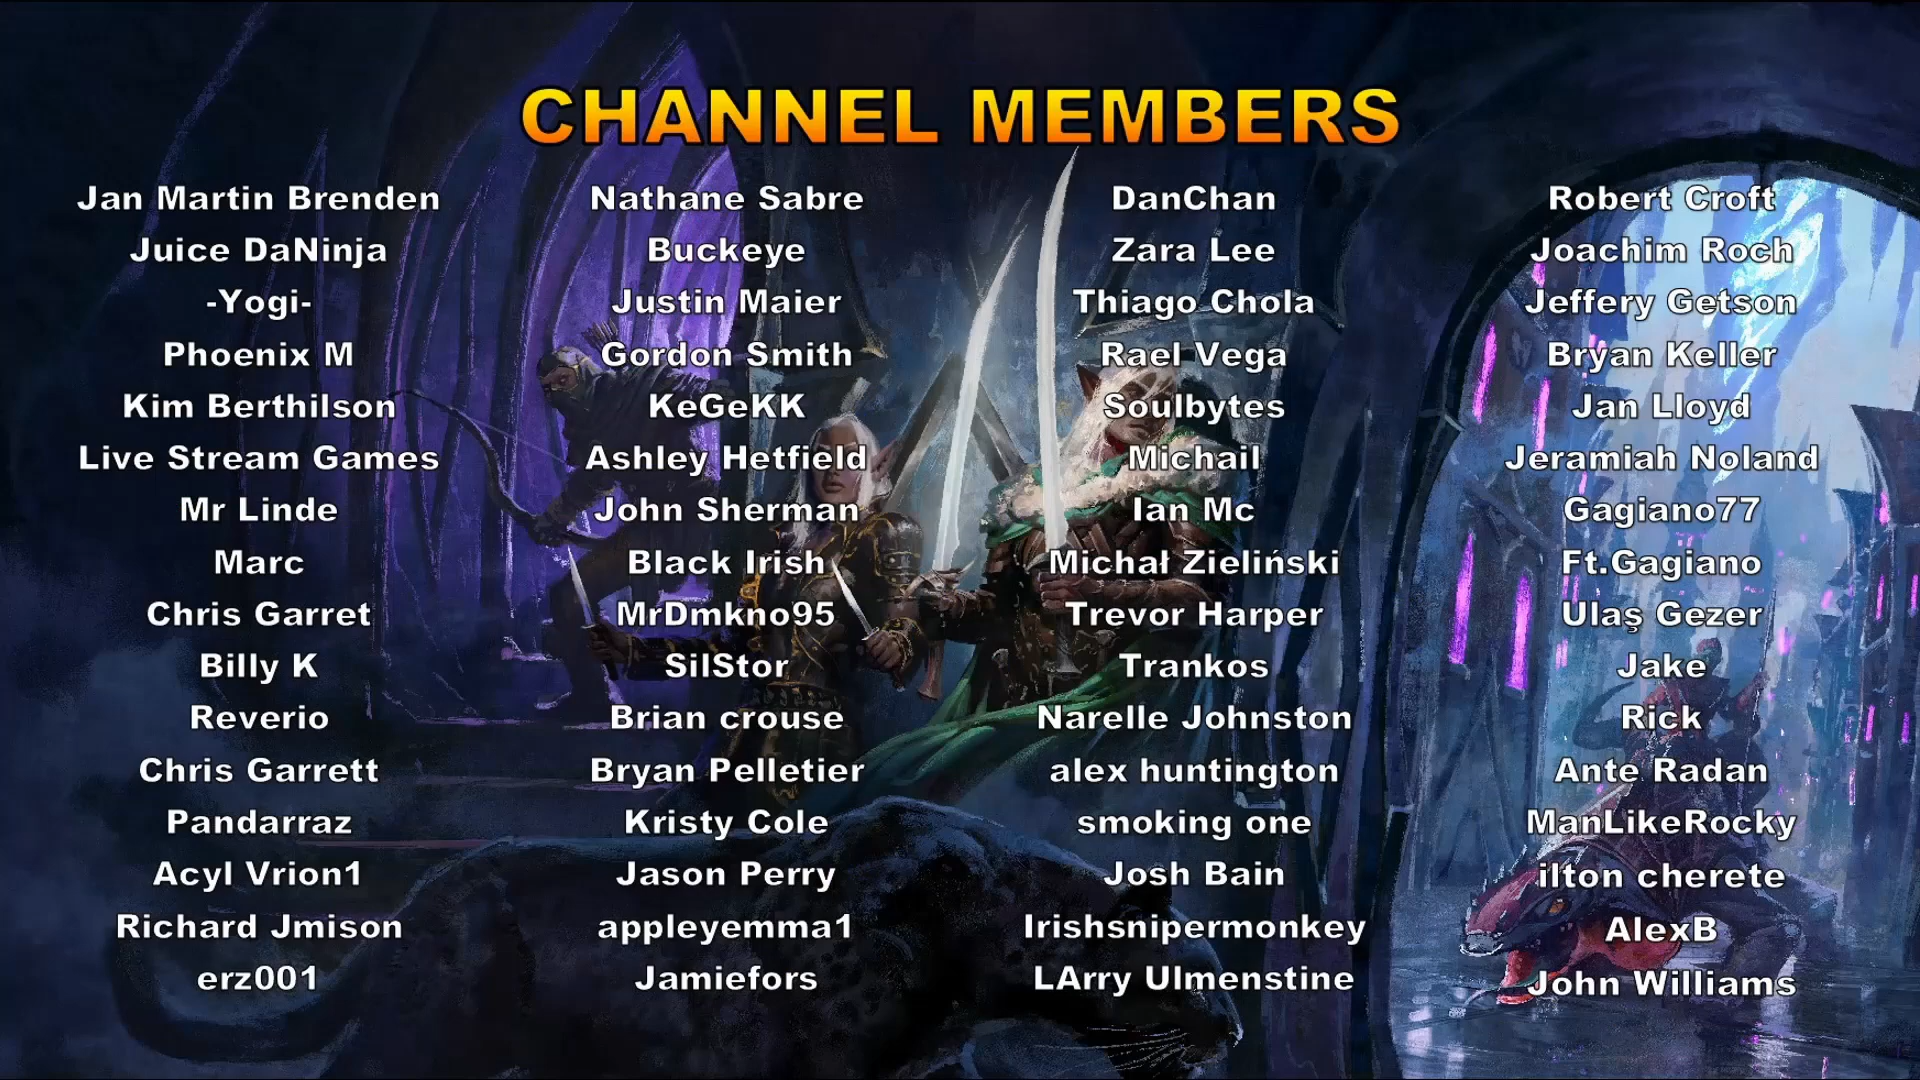 CHANNEL MEMBERS
Jan Martin Brenden
Juice DaNinja
-Yogi-
Phoenix M
Kim Berthilson
Live Stream Games
Mr Linde
Marc
Chris Garret
Billy K
Reverio
Chris Garrett
Pandarraz
Acyl Vrion1
Richard Jmison
erz001
Nathane Sabre
Buckeye
Justin Maier
Gordon Smith
KeGeKK
Ashley Hetfield
John Sherman
Black Irish
MrDmkno95
SilStor
Brian crouse
Bryan Pelletier
Kristy Cole
Jason Perry
appleyemma1
Jamiefors
DanChan
Zara Lee
Thiago Chola
Rael Vega
Soulbytes
Michail
Ian Mc
Michał Zieliński
Trevor Harper
Trankos
Narelle Johnston
alex huntington
smoking one
Josh Bain
Irishsnipermonkey
LArry Ulmenstine
Robert Croft
Joachim Roch
Jeffery Getson
Bryan Keller
Jan Lloyd
Jeramiah Noland
Gagiano77
Ft.Gagiano
Ulaş Gezer
Jake
Rick
Ante Radan
ManLikeRocky
ilton cherete
AlexB
John Williams